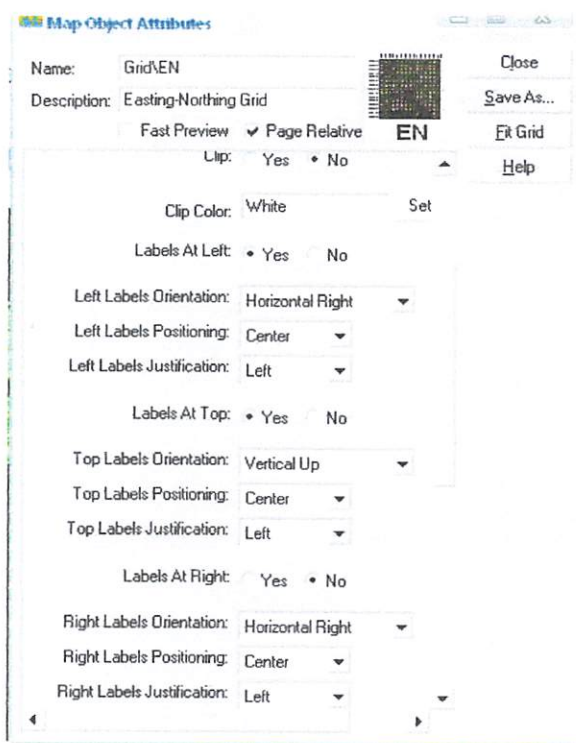 Map Object Attributes
Name: Grid\EN
Close
Description: Easting-Northing Grid
Save As...
Fast Preview Page Relative
EN
Fit Grid
Clip: Yes No
Help
Clip Color: White Set
Labels At Left: Yes No
Left Labels Orientation: Horizontal Right
Left Labels Positioning: Center
Left Labels Justification: Left
Labels At Top: Yes No
Top Labels Orientation: Vertical Up
Top Labels Positioning: Center
Top Labels Justification: Left
Labels At Right: Yes No
Right Labels Orientation: Horizontal Right
Right Labels Positioning: Center
Right Labels Justification: Left